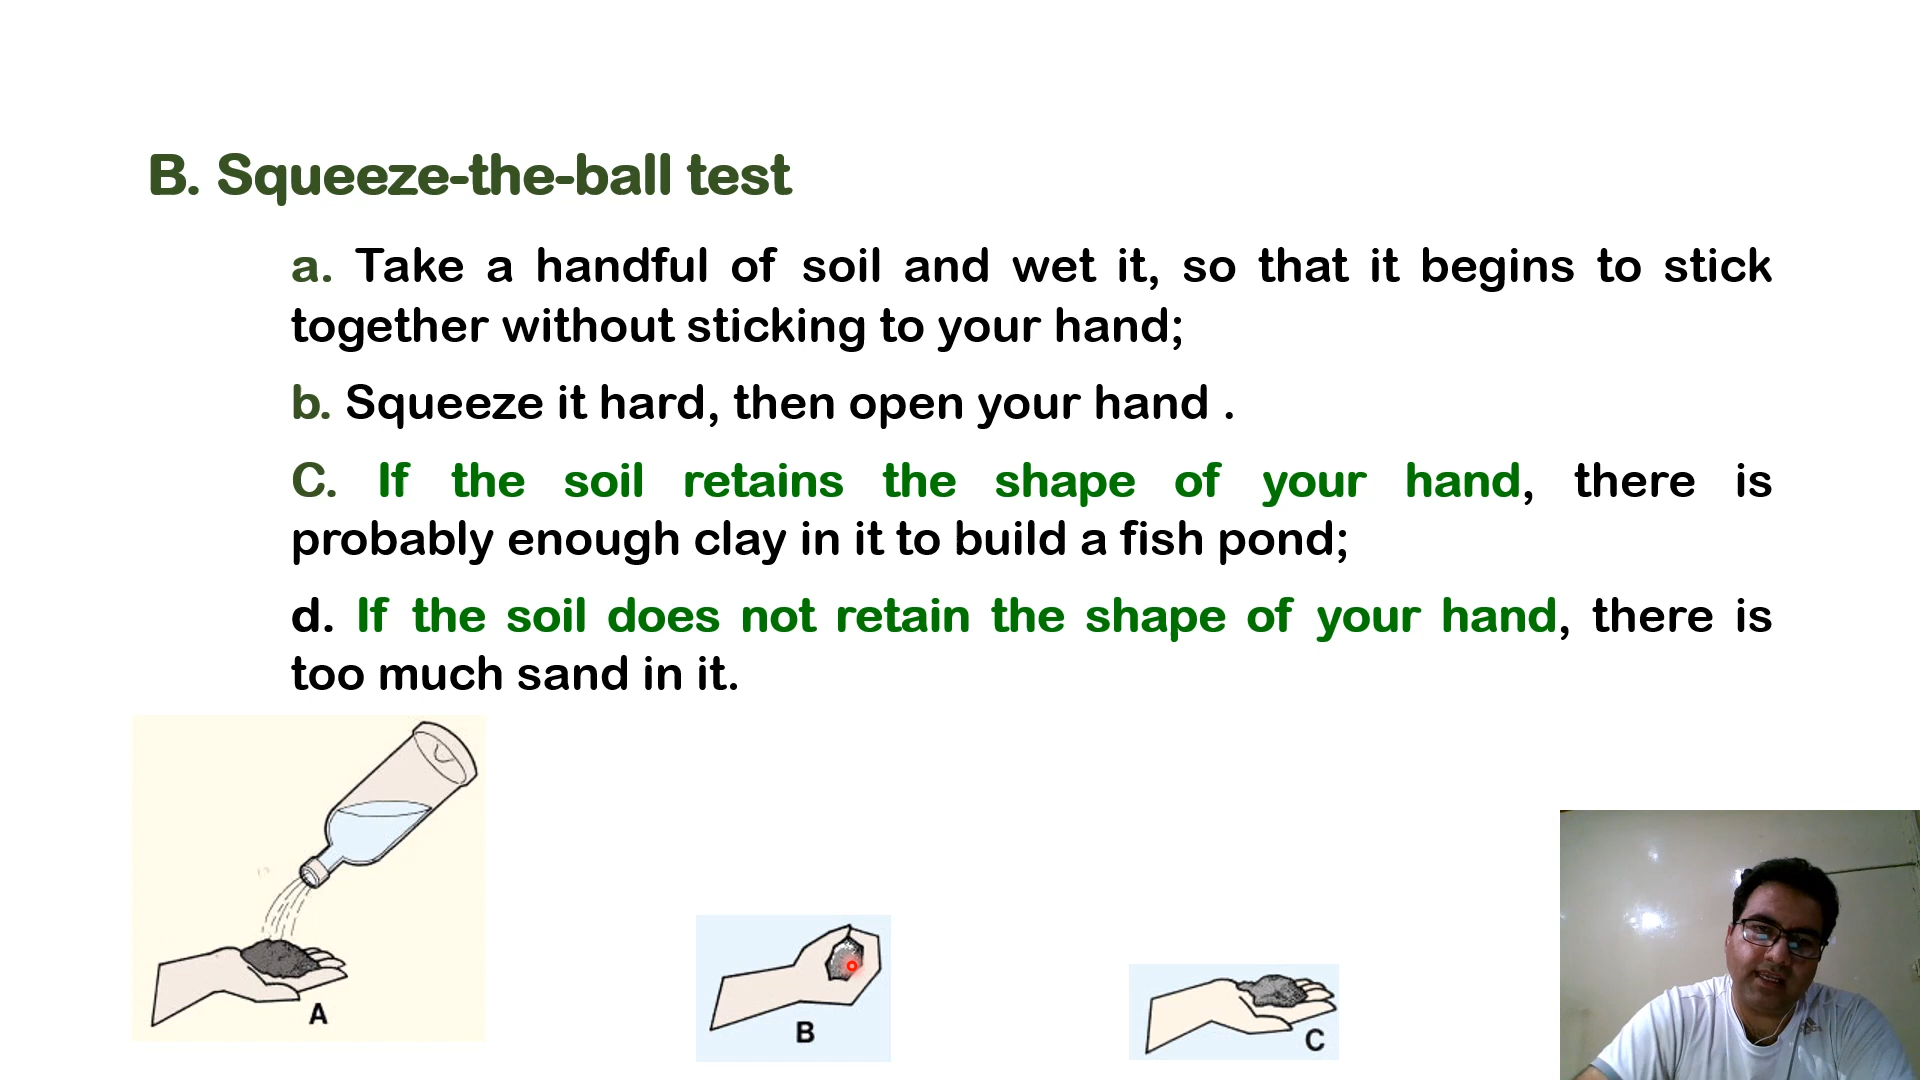 B. Squeeze-the-ball test
a. Take a handful of soil and wet it, so that it begins to stick
together without sticking to your hand;
b. Squeeze it hard, then open your hand .
C. If the soil retains the shape of your hand, there is
probably enough clay in it to build a fish pond;
d. If the soil does not retain the shape of your hand, there is
too much sand in it.
A
B
C